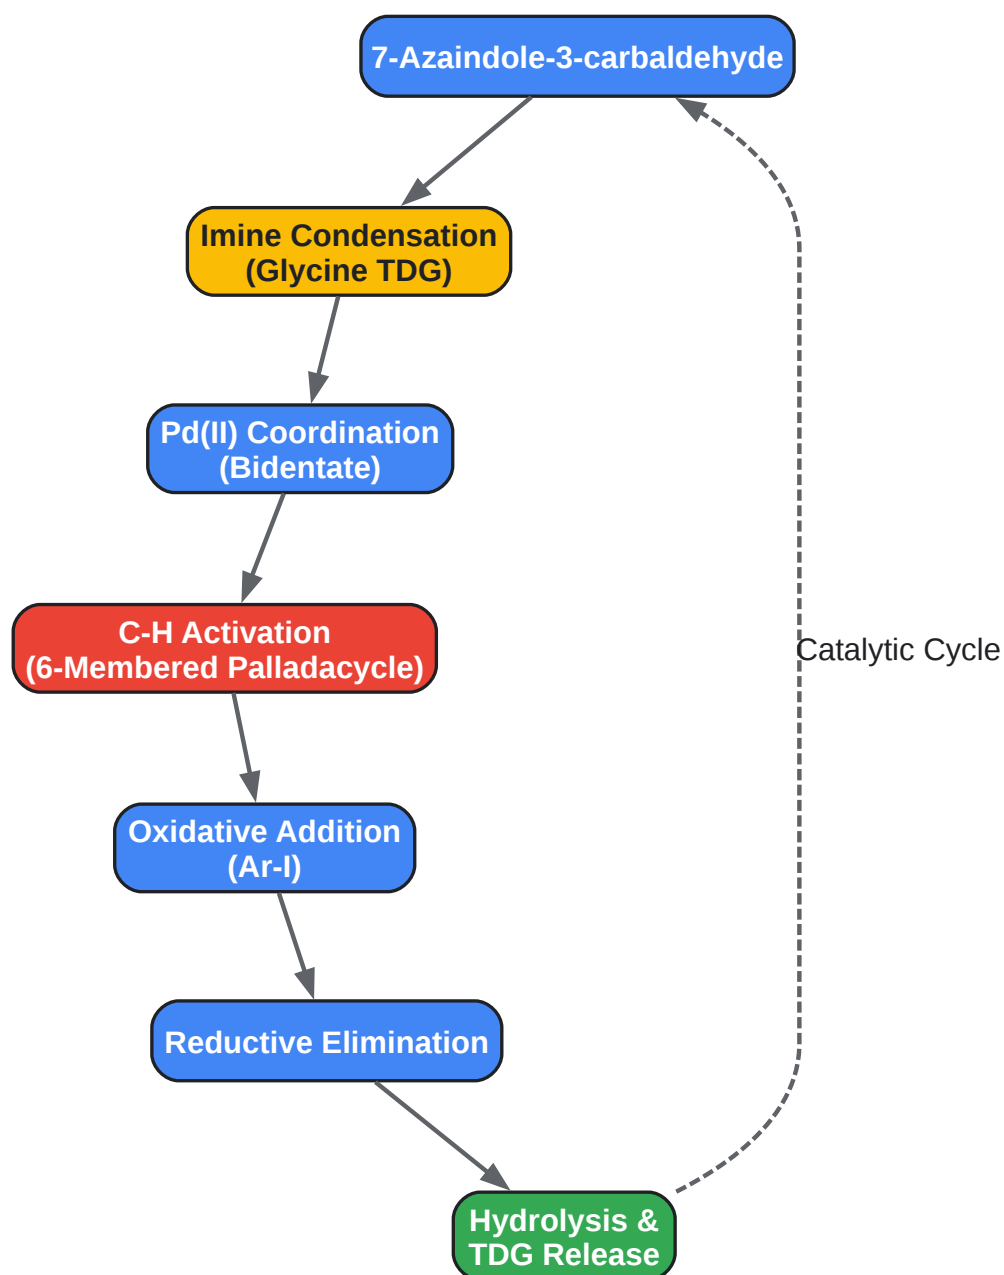 7-Azaindole-3-carbaldehyde
Imine Condensation
(Glycine TDG)
Pd(II) Coordination
(Bidentate)
C-H Activation
(6-Membered Palladacycle)
Catalytic Cycle
Oxidative Addition
(Ar-I)
Reductive Elimination
Hydrolysis &
TDG Release